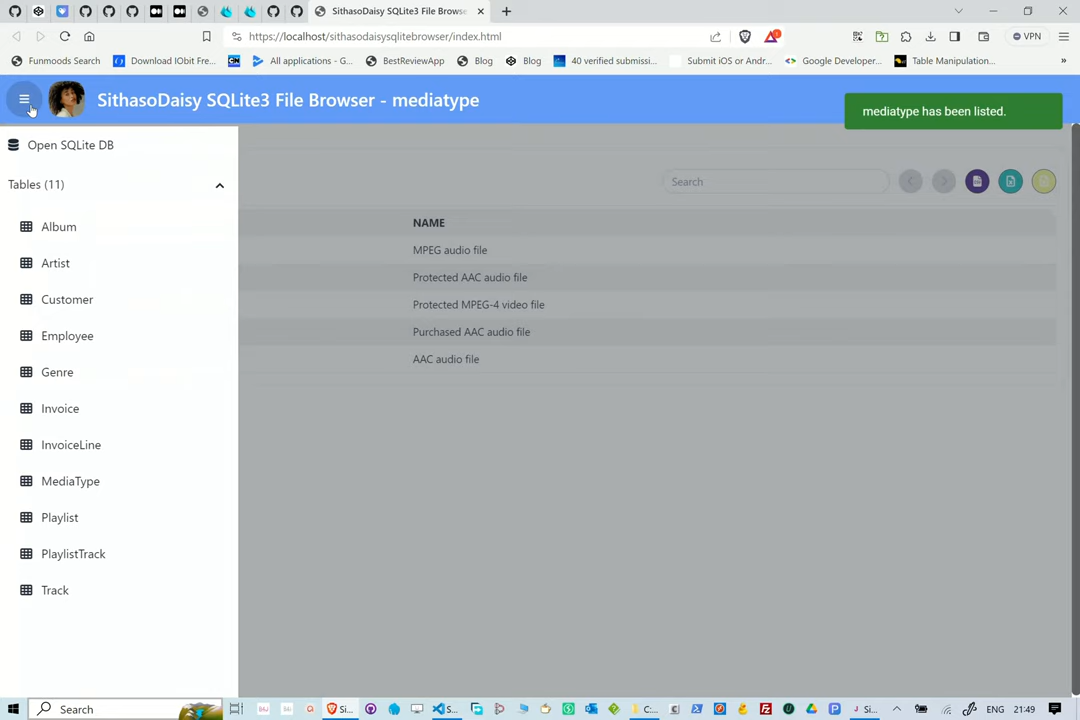 SithasoDaisy SQLite3 File Browse
https://localhost/sithasodaisysqlitebrowser/index.html
VPN
Funmoods Search
Download IObit Fre...
All applications - G...
BestReviewApp
Blog
Blog
40 verified submissi...
Submit iOS or Andr...
Google Developer...
Table Manipulation...
»
SithasoDaisy SQLite3 File Browser - mediatype
mediatype has been listed.
Open SQLite DB
Tables (11)
Search
Album
Artist
Customer
Employee
Genre
Invoice
InvoiceLine
MediaType
Playlist
PlaylistTrack
Track
NAME
MPEG audio file
Protected AAC audio file
Protected MPEG-4 video file
Purchased AAC audio file
AAC audio file
Search
Si...
S...
C...
Si...
ENG
21:49